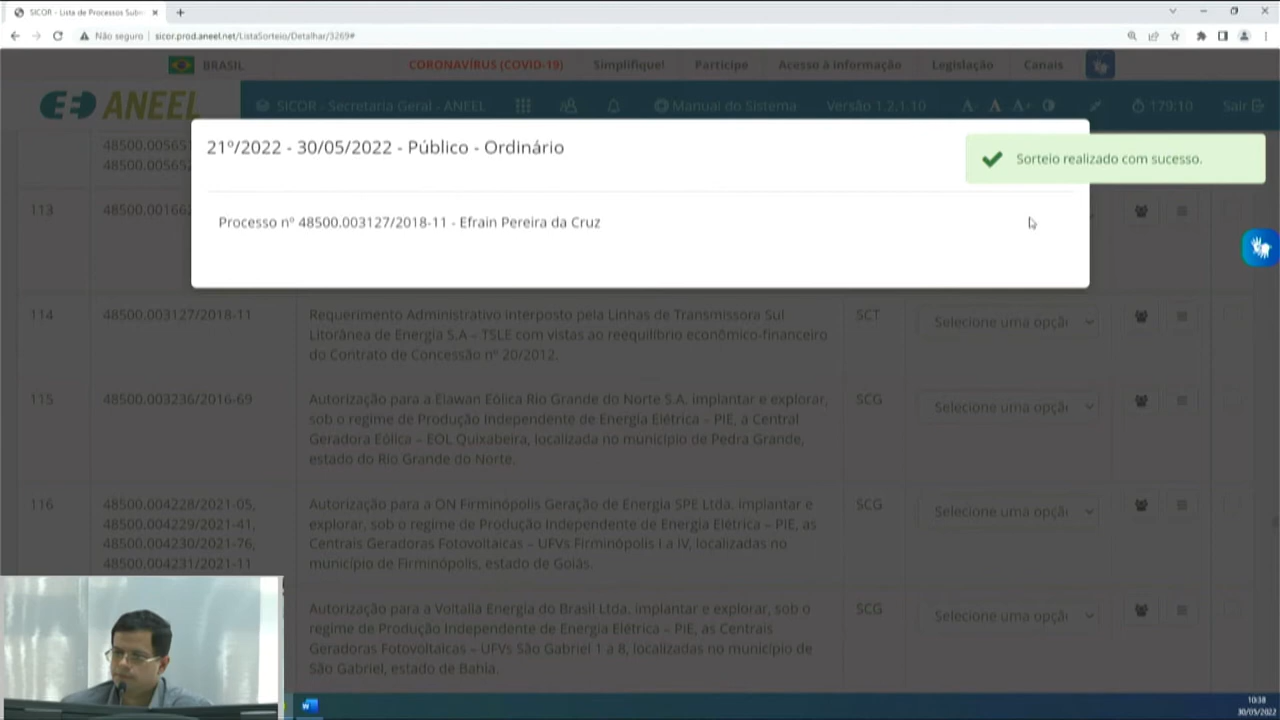 SICOR - Lista de Processos Sub
Não seguro | sicor.prod.aneel.net/ListaSorteio/Detalhar/3269#
BRASIL
CORONAVÍRUS (COVID-19)
Simplifique!
Participe
Acesso à informação
Legislação
Canais
ANEEL
SICOR - Secretaria Geral - ANEEL
Manual do Sistema
Versão 1.2.1.10
A
A
A+
179:10
Sair
21º/2022 - 30/05/2022 - Público - Ordinário
Sorteio realizado com sucesso.
Processo nº 48500.003127/2018-11 - Efrain Pereira da Cruz
48500.00565
48500.00565
113
48500.00166
114
48500.003127/2018-11
Requerimento Administrativo interposto pela Linhas de Transmissora Sul
Litorânea de Energia S.A – TSLE com vistas ao reequilíbrio econômico-financeiro
do Contrato de Concessão nº 20/2012.
SCT
Selecione uma opçã
115
48500.003236/2016-69
Autorização para a Elawan Eólica Rio Grande do Norte S.A. implantar e explorar,
sob o regime de Produção Independente de Energia Elétrica – PIE, a Central
Geradora Eólica – EOL Quixabeira, localizada no município de Pedra Grande,
estado do Rio Grande do Norte.
SCG
Selecione uma opçã
116
48500.004228/2021-05,
48500.004229/2021-41,
48500.004230/2021-76,
48500.004231/2021-11
Autorização para a ON Firminópolis Geração de Energia SPE Ltda. implantar e
explorar, sob o regime de Produção Independente de Energia Elétrica – PIE, as
Centrais Geradoras Fotovoltaicas – UFVs Firminópolis I a IV, localizadas no
município de Firminópolis, estado de Goiás.
SCG
Selecione uma opçã
Autorização para a Voltalia Energia do Brasil Ltda. implantar e explorar, sob o
regime de Produção Independente de Energia Elétrica – PIE, as Centrais
Geradoras Fotovoltaicas – UFVs São Gabriel 1 a 8, localizadas no município de
São Gabriel, estado de Bahia.
SCG
Selecione uma opçã
10:38
30/05/2022